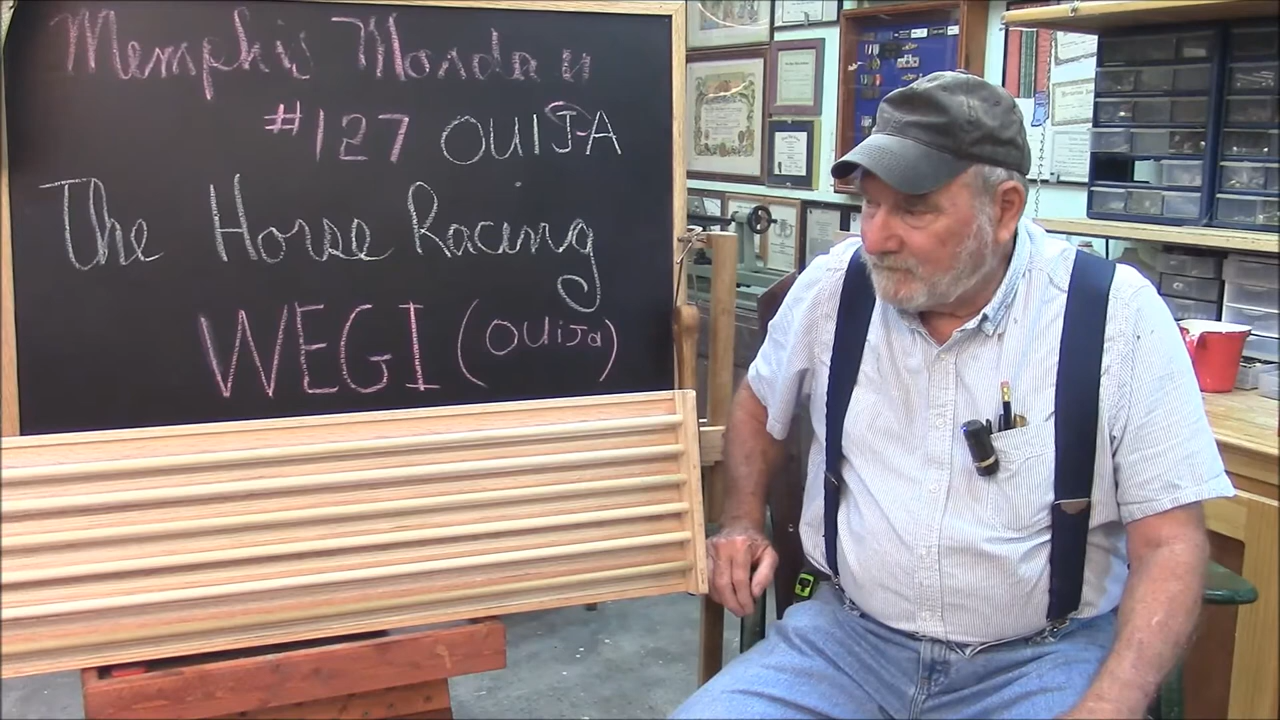 Memphis Monday
#127 OUIJA
The Horse Racing
WEGI (OUiJa)